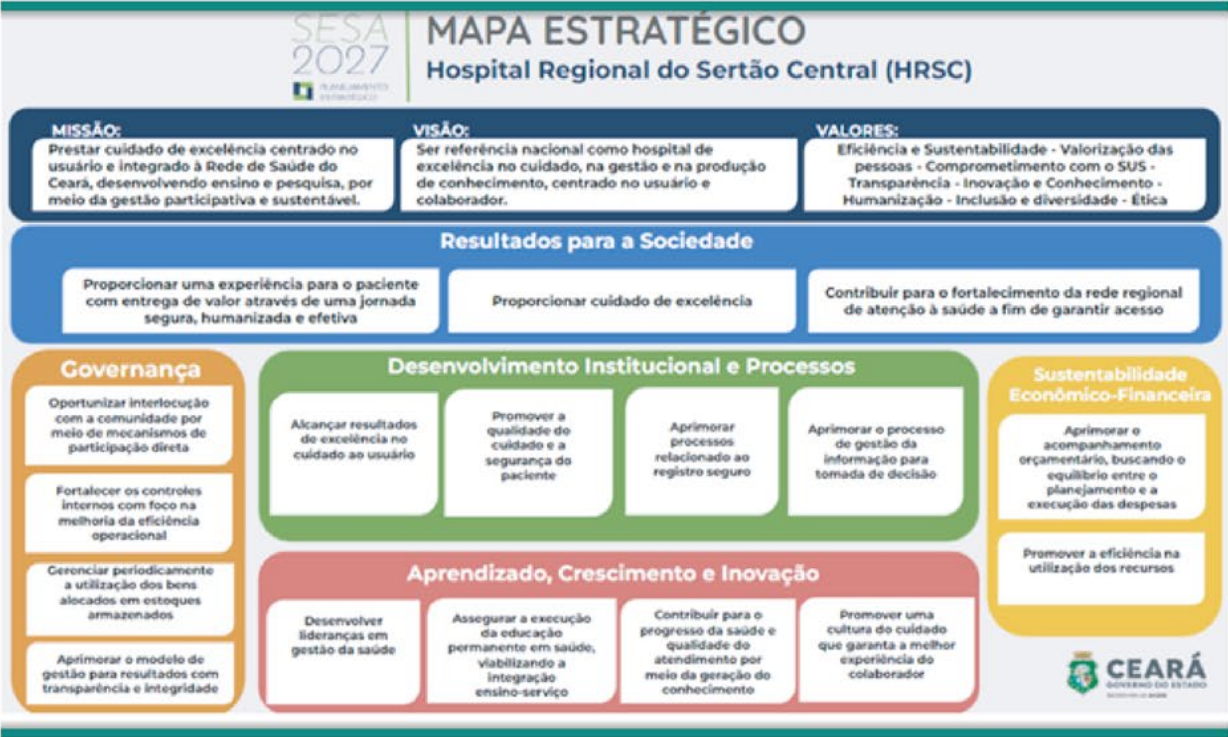 SESA
2027
PLANEJAMENTO
ESTRATÉGICO
MAPA ESTRATÉGICO
Hospital Regional do Sertão Central (HRSC)
MISSÃO:
Prestar cuidado de excelência centrado no
usuário e integrado à Rede de Saúde do
Ceará, desenvolvendo ensino e pesquisa, por
meio da gestão participativa e sustentável.
VISÃO:
Ser referência nacional como hospital de
excelência no cuidado, na gestão e na produção
de conhecimento, centrado no usuário e
colaborador.
VALORES:
Eficiência e Sustentabilidade - Valorização das
pessoas - Comprometimento com o SUS -
Transparência - Inovação e Conhecimento -
Humanização - Inclusão e diversidade - Ética
Resultados para a Sociedade
Proporcionar uma experiência para o paciente
com entrega de valor através de uma jornada
segura, humanizada e efetiva
Proporcionar cuidado de excelência
Contribuir para o fortalecimento da rede regional
de atenção à saúde a fim de garantir acesso
Governança
Oportunizar interlocução
com a comunidade por
meio de mecanismos de
participação direta
Fortalecer os controles
internos com foco na
melhoria da eficiência
operacional
Gerenciar periodicamente
a utilização dos bens
alocados em estoques
armazenados
Aprimorar o modelo de
gestão para resultados com
transparência e integridade
Desenvolvimento Institucional e Processos
Alcançar resultados
de excelência no
cuidado ao usuário
Promover a
qualidade do
cuidado e a
segurança do
paciente
Aprimorar
processos
relacionado ao
registro seguro
Aprimorar o processo
de gestão da
informação para
tomada de decisão
Aprendizado, Crescimento e Inovação
Desenvolver
lideranças em
gestão da saúde
Assegurar a execução
da educação
permanente em saúde,
viabilizando a
integração
ensino-serviço
Contribuir para o
progresso da saúde e
qualidade do
atendimento por
meio da geração do
conhecimento
Promover uma
cultura do cuidado
que garanta a melhor
experiência do
colaborador
Sustentabilidade
Econômico-Financeira
Aprimorar o
acompanhamento
orçamentário, buscando o
equilíbrio entre o
planejamento e a
execução das despesas
Promover a eficiência na
utilização dos recursos
CEARÁ
GOVERNO DO ESTADO
SECRETARIA DA SAÚDE